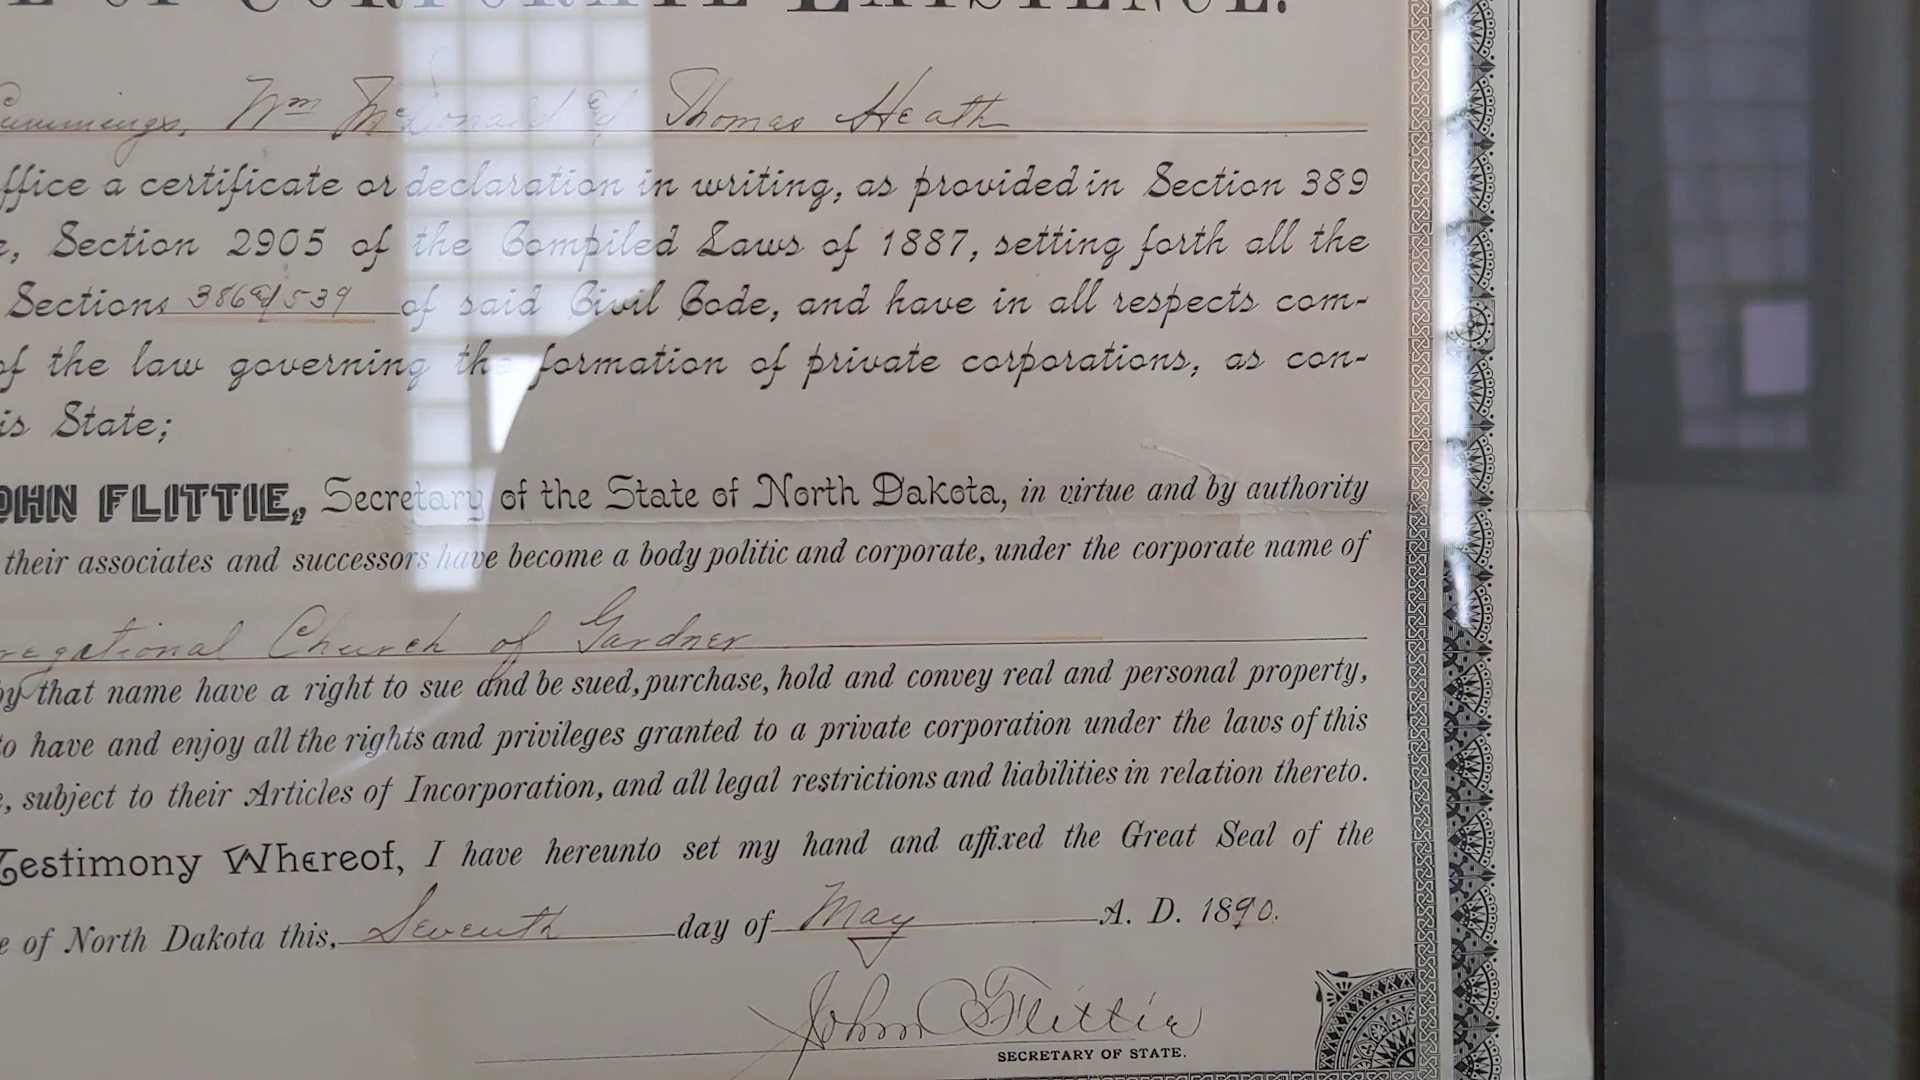 E OF CORPORATE EXISTENCE.
Cummings, Wm McDonald & Thomas Heath
ffice a certificate or declaration in writing, as provided in Section 389
e, Section 2905 of the Compiled Laws of 1887, setting forth all the
Sections 386 & 539 of said Civil Code, and have in all respects com-
of the law governing the formation of private corporations, as con-
is State;
OHN FLITTIE, Secretary of the State of North Dakota, in virtue and by authority
their associates and successors have become a body politic and corporate, under the corporate name of
regational Church of Gardner
by that name have a right to sue and be sued, purchase, hold and convey real and personal property,
to have and enjoy all the rights and privileges granted to a private corporation under the laws of this
e, subject to their Articles of Incorporation, and all legal restrictions and liabilities in relation thereto.
Testimony Whereof, I have hereunto set my hand and affixed the Great Seal of the
e of North Dakota this, Seventh day of May A. D. 1890.
John Flittie
SECRETARY OF STATE.